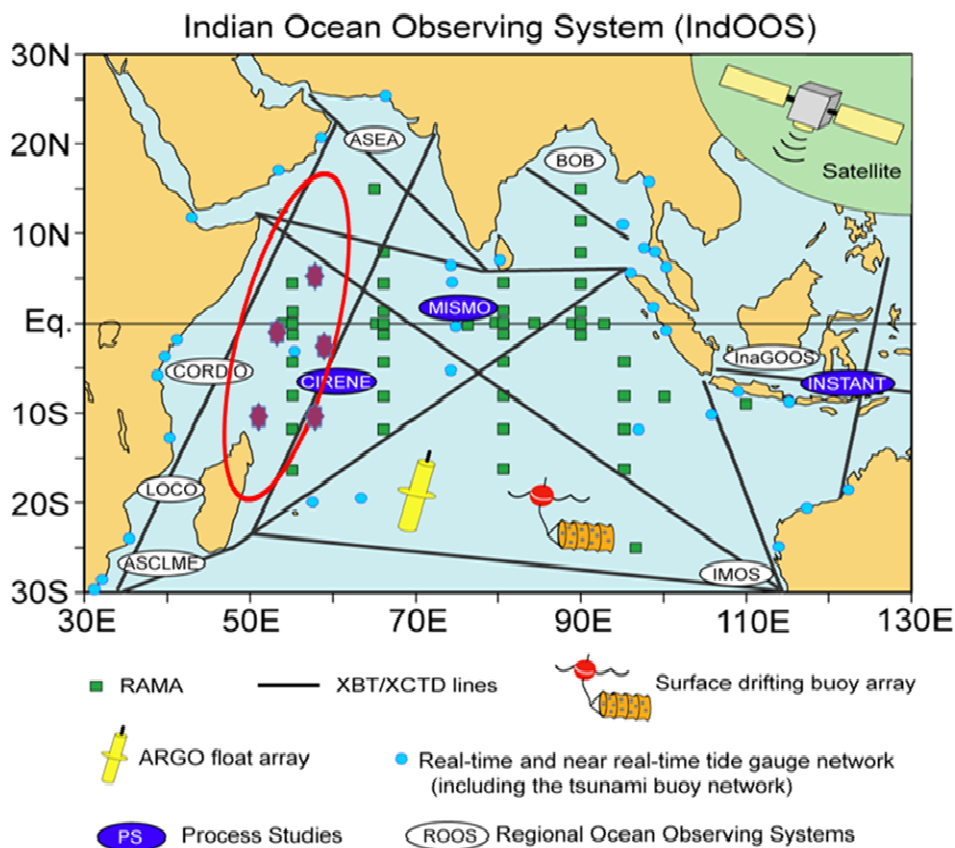 Indian Ocean Observing System (IndOOS)
30N
20N
10N
Eq.
10S
20S
30S
30E
50E
70E
90E
110E
130E
ASEA
BOB
Satellite
MISMO
InaGOOS
CORDIO
CIRENE
INSTANT
LOCO
ASCLME
IMOS
RAMA
XBT/XCTD lines
Surface drifting buoy array
ARGO float array
Real-time and near real-time tide gauge network
(including the tsunami buoy network)
PS
Process Studies
ROOS
Regional Ocean Observing Systems